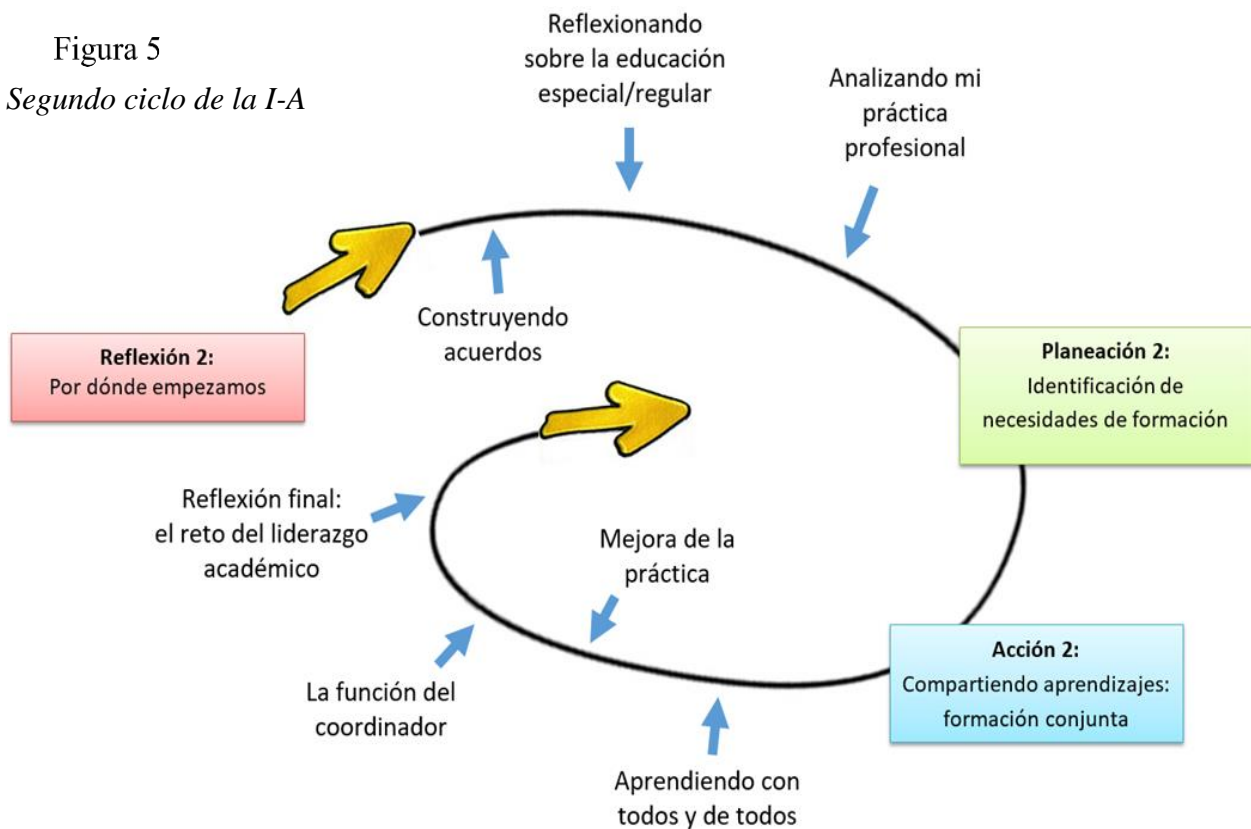 Figura 5
Segundo ciclo de la I-A
Reflexionando
sobre la educación
especial/regular
Analizando mi
práctica
profesional
Construyendo
acuerdos
Reflexión 2:
Por dónde empezamos
Planeación 2:
Identificación de
necesidades de formación
Reflexión final:
el reto del liderazgo
académico
Mejora de la
práctica
Acción 2:
Compartiendo aprendizajes:
formación conjunta
La función del
coordinador
Aprendiendo con
todos y de todos